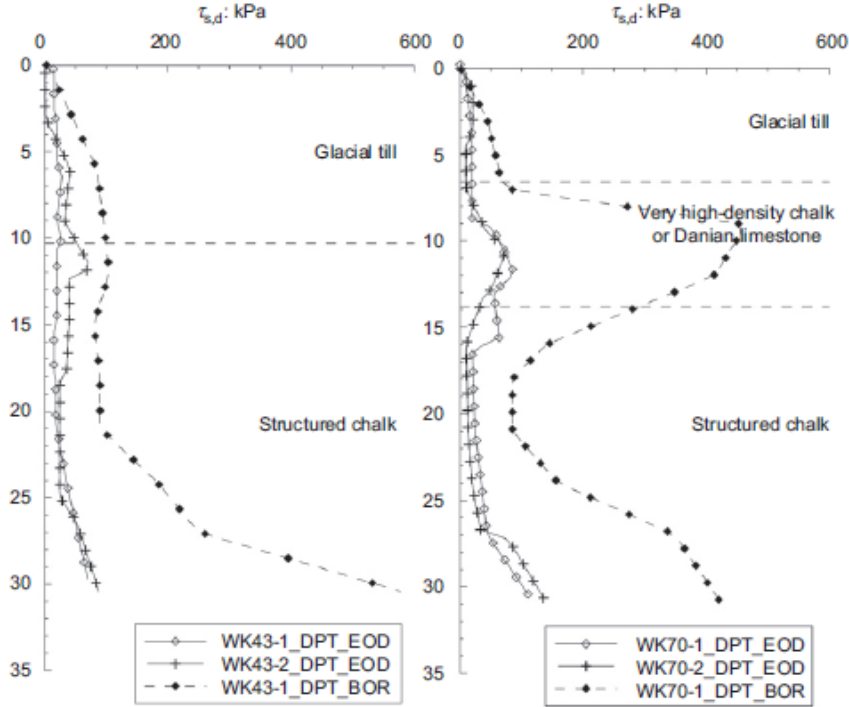 τs,d: kPa
0 200 400 600
0
5
10
15
20
25
30
35
Glacial till
Structured chalk
WK43-1_DPT_EOD
WK43-2_DPT_EOD
WK43-1_DPT_BOR
τs,d: kPa
0 200 400 600
0
5
10
15
20
25
30
35
Glacial till
Very high-density chalk
or Danian limestone
Structured chalk
WK70-1_DPT_EOD
WK70-2_DPT_EOD
WK70-1_DPT_BOR